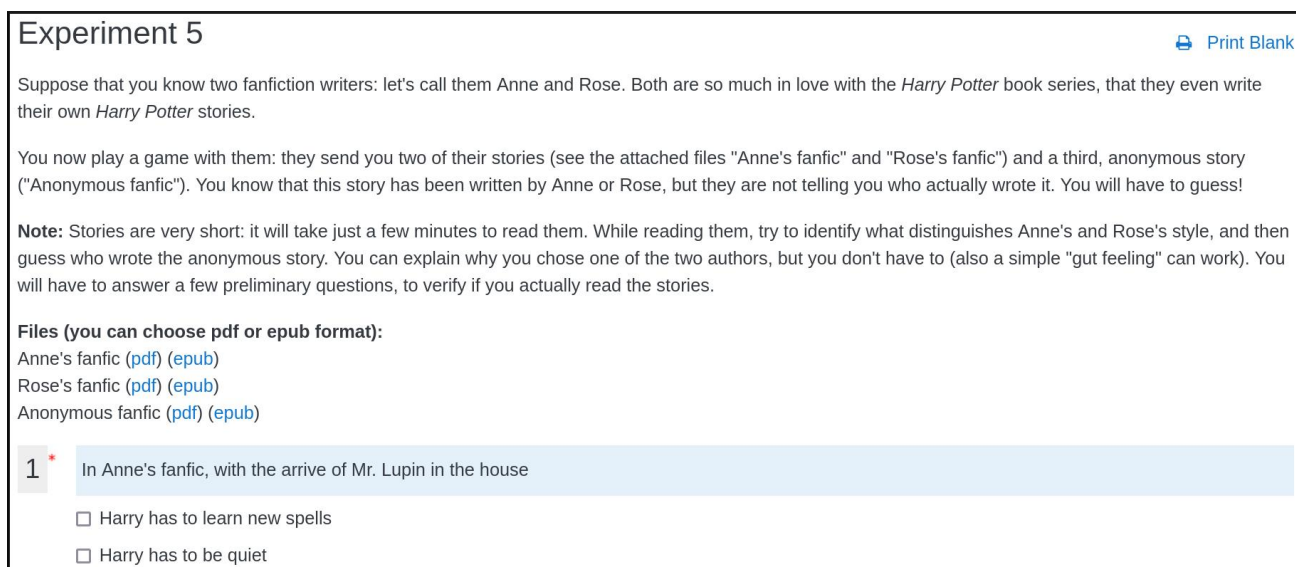 Experiment 5
Print Blank
Suppose that you know two fanfiction writers: let's call them Anne and Rose. Both are so much in love with the Harry Potter book series, that they even write
their own Harry Potter stories.
You now play a game with them: they send you two of their stories (see the attached files "Anne's fanfic" and "Rose's fanfic") and a third, anonymous story
("Anonymous fanfic"). You know that this story has been written by Anne or Rose, but they are not telling you who actually wrote it. You will have to guess!
Note: Stories are very short: it will take just a few minutes to read them. While reading them, try to identify what distinguishes Anne's and Rose's style, and then
guess who wrote the anonymous story. You can explain why you chose one of the two authors, but you don't have to (also a simple "gut feeling" can work). You
will have to answer a few preliminary questions, to verify if you actually read the stories.
Files (you can choose pdf or epub format):
Anne's fanfic (pdf) (epub)
Rose's fanfic (pdf) (epub)
Anonymous fanfic (pdf) (epub)
1 * In Anne's fanfic, with the arrive of Mr. Lupin in the house
Harry has to learn new spells
Harry has to be quiet